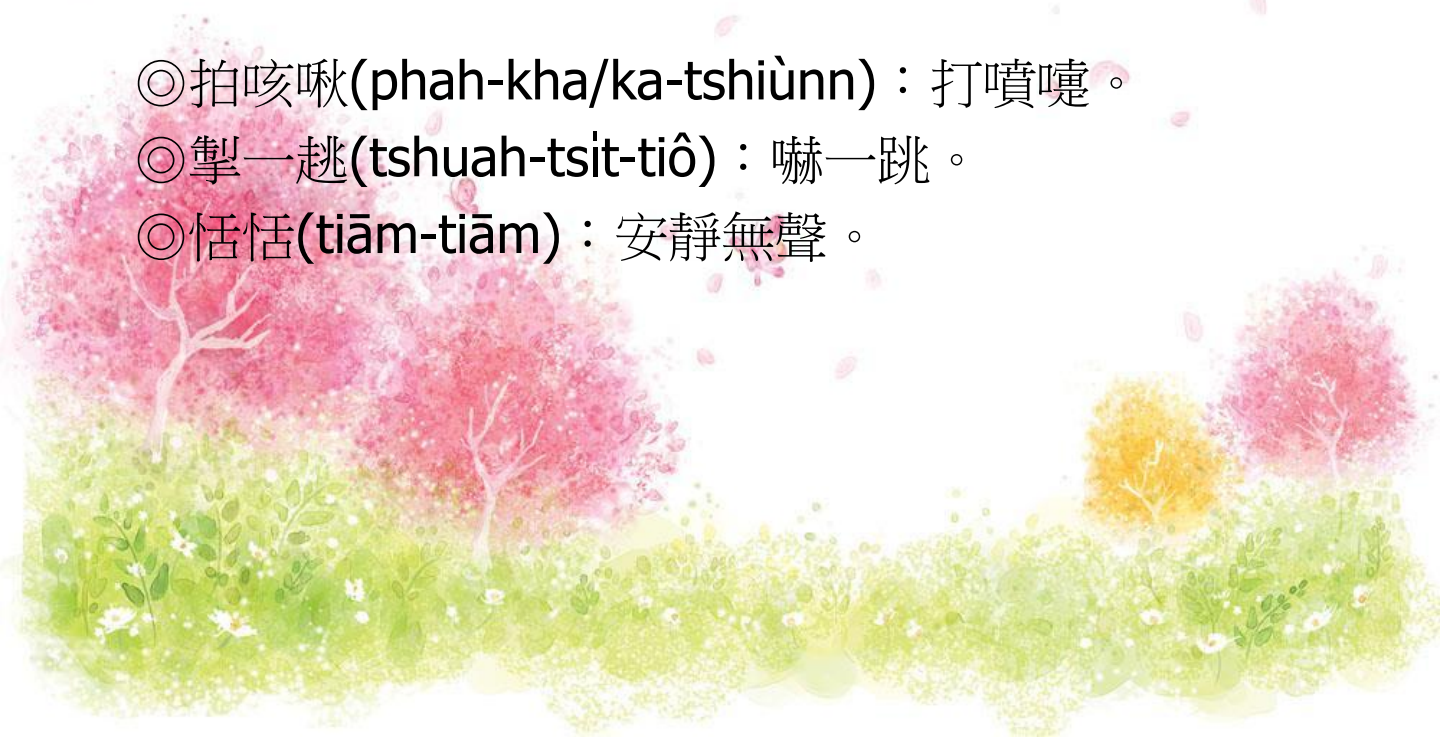 ◎拍咳啾(phah-kha/ka-tshiùnn)：打噴嚏。
◎掣一趒(tshuah-tsi̍t-tiô)：嚇一跳。
◎恬恬(tiām-tiām)：安靜無聲。